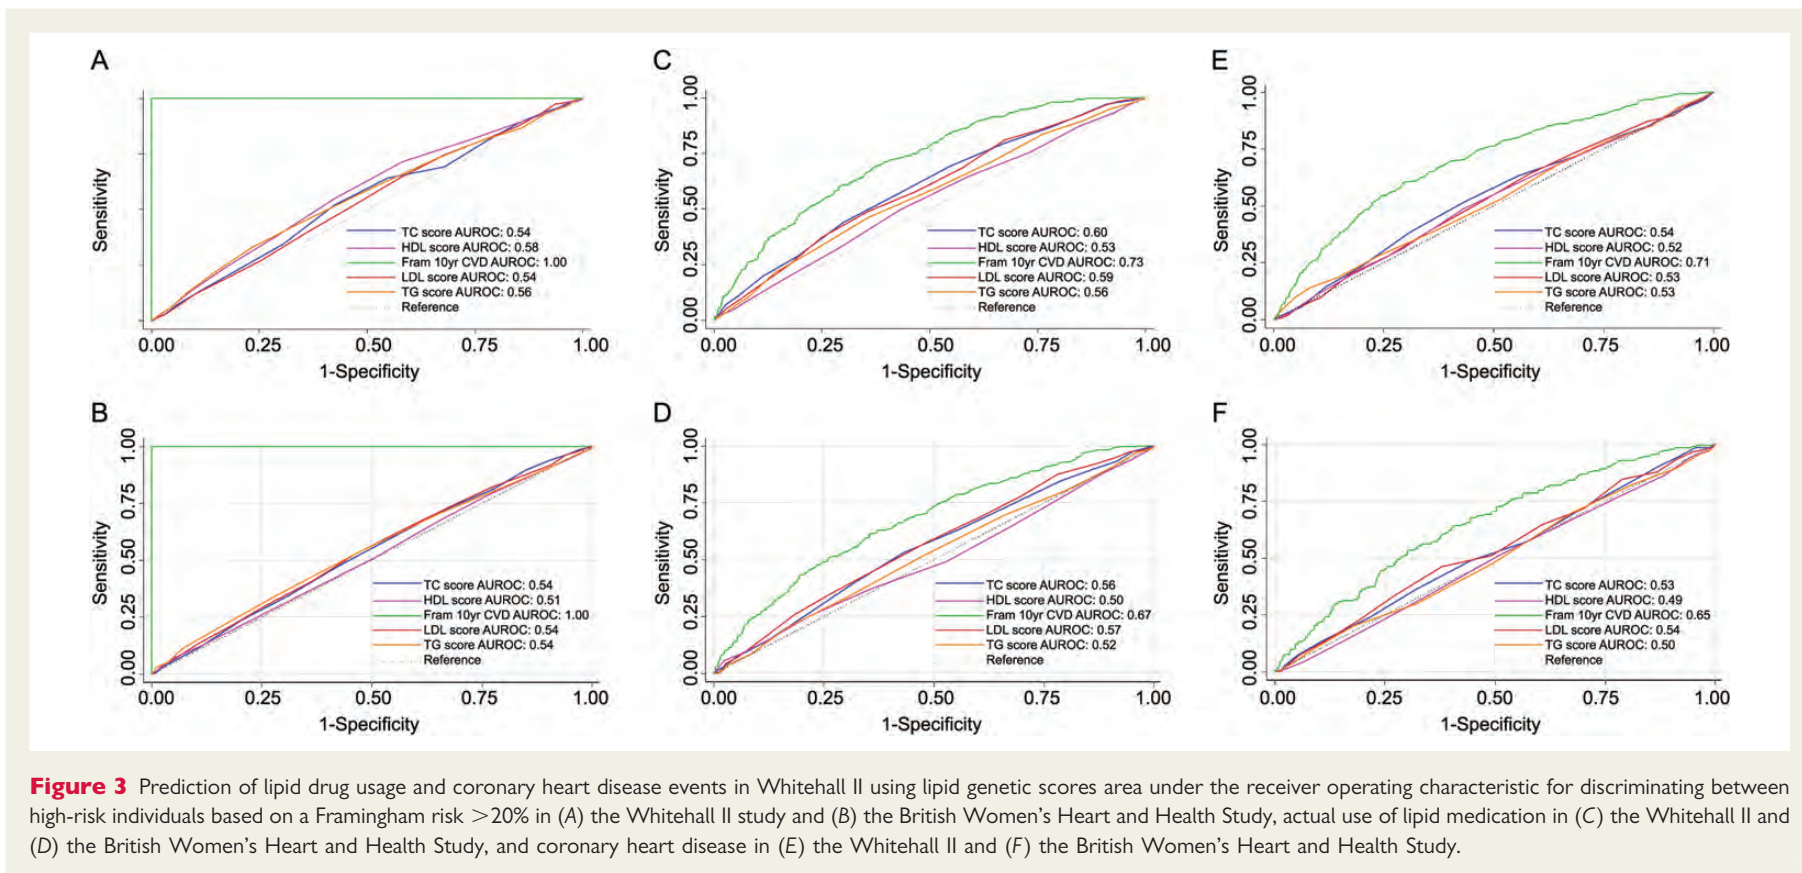 A
Sensitivity
TC score AUROC: 0.54
HDL score AUROC: 0.58
Fram 10yr CVD AUROC: 1.00
LDL score AUROC: 0.54
TG score AUROC: 0.56
Reference
0.00 0.25 0.50 0.75 1.00
1-Specificity
C
Sensitivity
1.00
0.75
0.50
0.25
0.00
TC score AUROC: 0.60
HDL score AUROC: 0.53
Fram 10yr CVD AUROC: 0.73
LDL score AUROC: 0.59
TG score AUROC: 0.56
Reference
0.00 0.25 0.50 0.75 1.00
1-Specificity
E
Sensitivity
1.00
0.75
0.50
0.25
0.00
TC score AUROC: 0.54
HDL score AUROC: 0.52
Fram 10yr CVD AUROC: 0.71
LDL score AUROC: 0.53
TG score AUROC: 0.53
Reference
0.00 0.25 0.50 0.75 1.00
1-Specificity
B
Sensitivity
1.00
0.75
0.50
0.25
0.00
TC score AUROC: 0.54
HDL score AUROC: 0.51
Fram 10yr CVD AUROC: 1.00
LDL score AUROC: 0.54
TG score AUROC: 0.54
Reference
0.00 0.25 0.50 0.75 1.00
1-Specificity
D
Sensitivity
1.00
0.75
0.50
0.25
0.00
TC score AUROC: 0.56
HDL score AUROC: 0.50
Fram 10yr CVD AUROC: 0.67
LDL score AUROC: 0.57
TG score AUROC: 0.52
Reference
0.00 0.25 0.50 0.75 1.00
1-Specificity
F
Sensitivity
1.00
0.75
0.50
0.25
0.00
TC score AUROC: 0.53
HDL score AUROC: 0.49
Fram 10yr CVD AUROC: 0.65
LDL score AUROC: 0.54
TG score AUROC: 0.50
Reference
0.00 0.25 0.50 0.75 1.00
1-Specificity
Figure 3 Prediction of lipid drug usage and coronary heart disease events in Whitehall II using lipid genetic scores area under the receiver operating characteristic for discriminating between
high-risk individuals based on a Framingham risk >20% in (A) the Whitehall II study and (B) the British Women's Heart and Health Study, actual use of lipid medication in (C) the Whitehall II and
(D) the British Women's Heart and Health Study, and coronary heart disease in (E) the Whitehall II and (F) the British Women's Heart and Health Study.